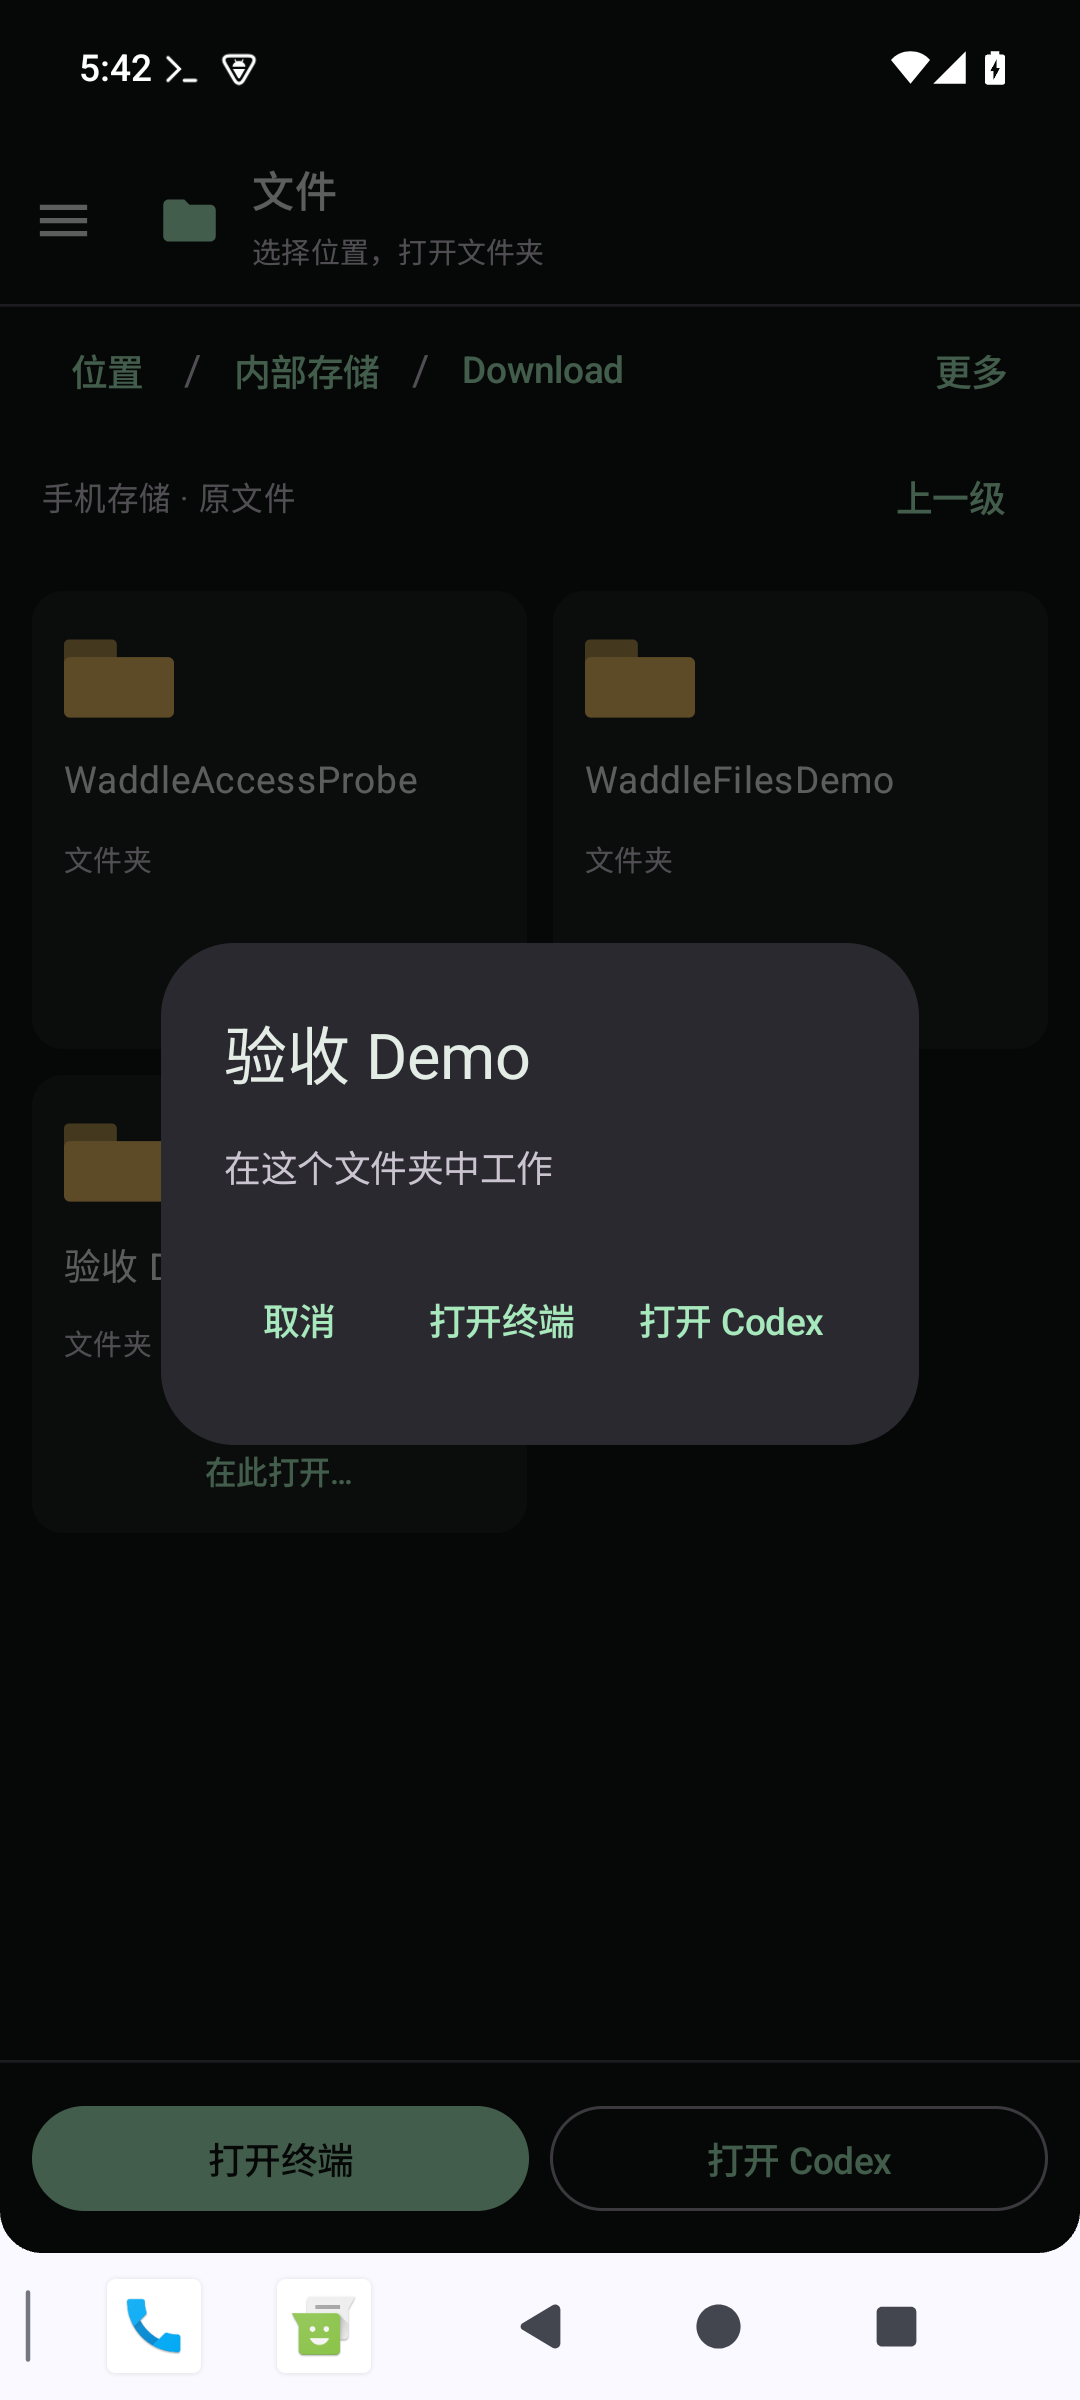 5:42
文件
选择位置，打开文件夹
位置 / 内部存储 / Download 更多
手机存储 · 原文件 上一级
WaddleAccessProbe
文件夹
WaddleFilesDemo
文件夹
验收 Demo
在这个文件夹中工作
取消 打开终端 打开 Codex
验收 D
文件夹
在此打开…
打开终端
打开 Codex